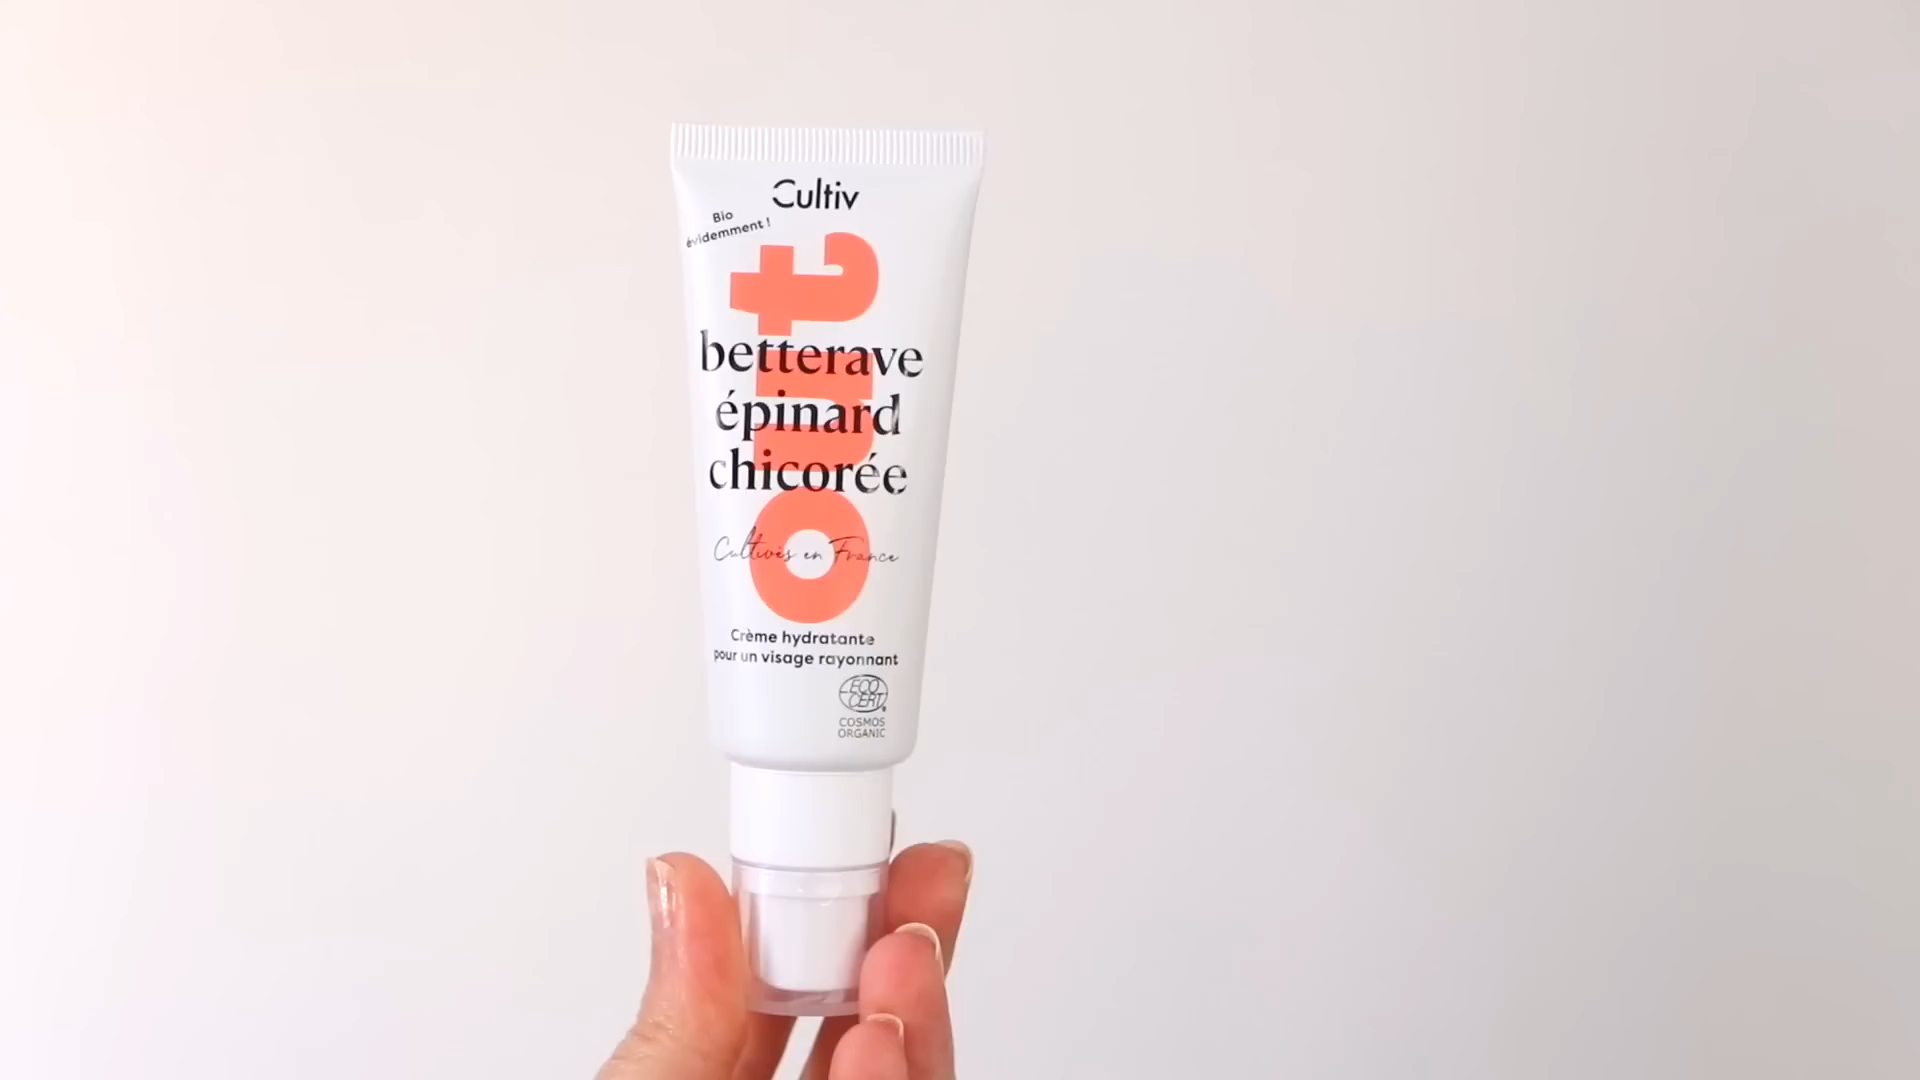 Cultiv
Bio
évidemment !
out
betterave
épinard
chicorée
Cultivés en France
Crème hydratante
pour un visage rayonnant
ECO
CERT
COSMOS
ORGANIC